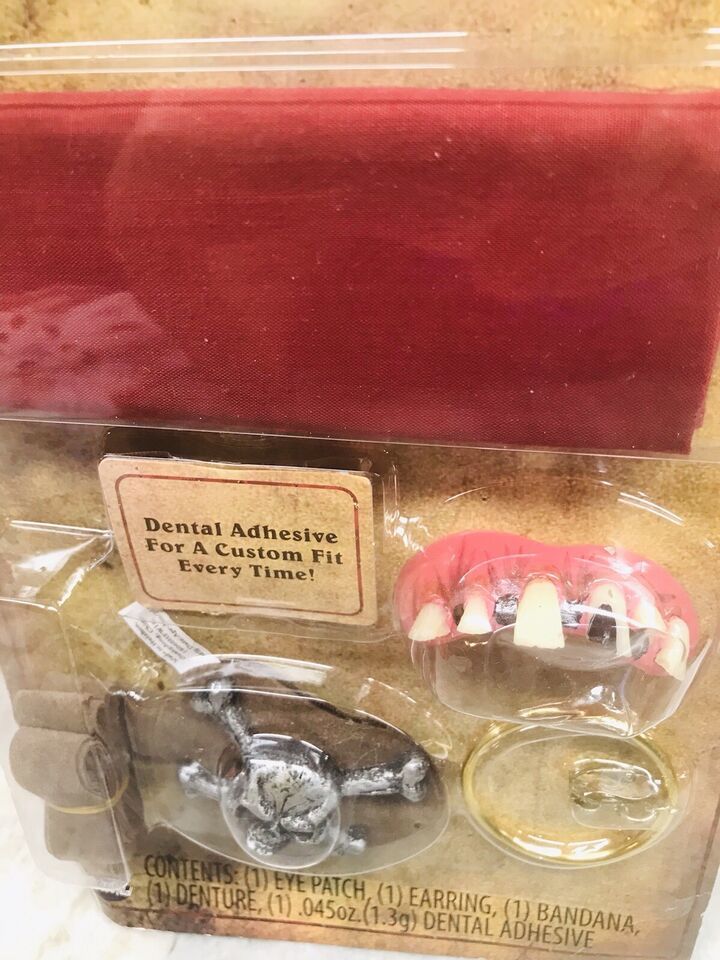 Dental Adhesive
For A Custom Fit
Every Time!
CONTENTS: (1) EYE PATCH, (1) EARRING, (1) BANDANA,
(1) DENTURE, (1) .045oz.(1.3g) DENTAL ADHESIVE